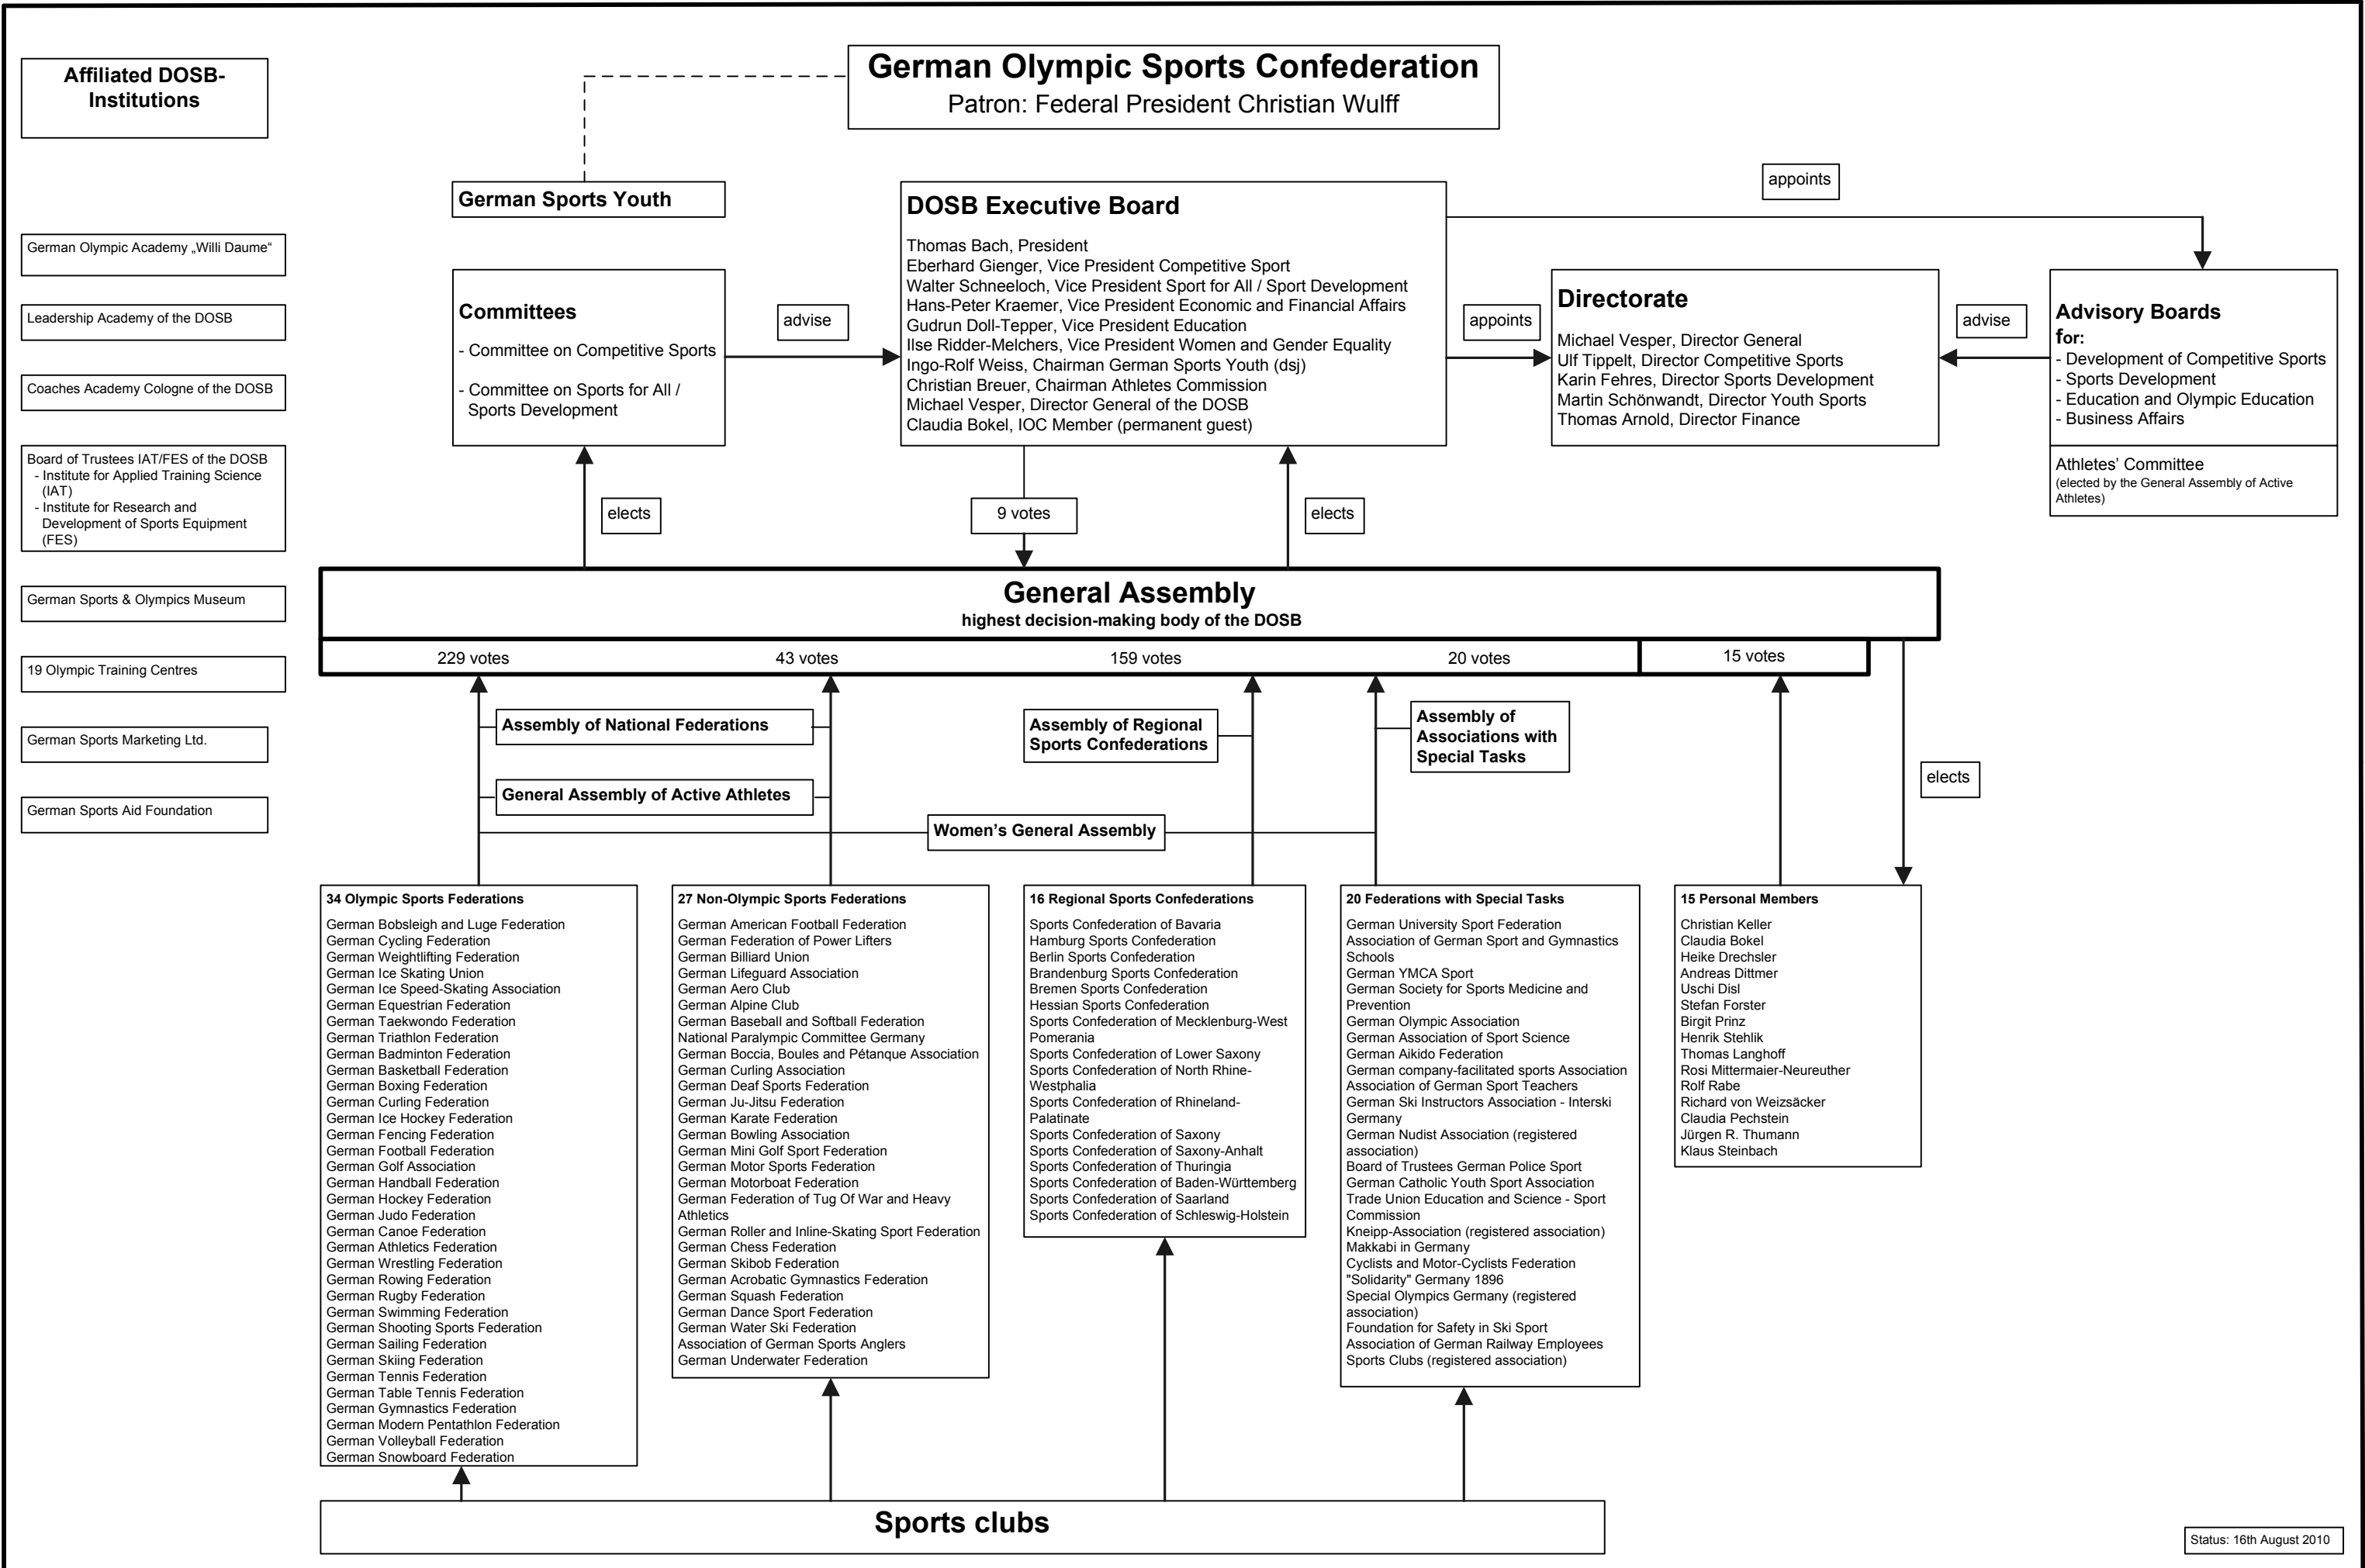 German Olympic Sports Confederation
Patron: Federal President Christian Wulff
Affiliated DOSB-
Institutions
German Olympic Academy „Willi Daume“
Leadership Academy of the DOSB
Coaches Academy Cologne of the DOSB
Board of Trustees IAT/FES of the DOSB
- Institute for Applied Training Science
(IAT)
- Institute for Research and
Development of Sports Equipment
(FES)
German Sports & Olympics Museum
19 Olympic Training Centres
German Sports Marketing Ltd.
German Sports Aid Foundation
German Sports Youth
Committees
- Committee on Competitive Sports
- Committee on Sports for All /
Sports Development
advise
DOSB Executive Board
Thomas Bach, President
Eberhard Gienger, Vice President Competitive Sport
Walter Schneeloch, Vice President Sport for All / Sport Development
Hans-Peter Kraemer, Vice President Economic and Financial Affairs
Gudrun Doll-Tepper, Vice President Education
Ilse Ridder-Melchers, Vice President Women and Gender Equality
Ingo-Rolf Weiss, Chairman German Sports Youth (dsj)
Christian Breuer, Chairman Athletes Commission
Michael Vesper, Director General of the DOSB
Claudia Bokel, IOC Member (permanent guest)
appoints
appoints
Directorate
Michael Vesper, Director General
Ulf Tippelt, Director Competitive Sports
Karin Fehres, Director Sports Development
Martin Schönwandt, Director Youth Sports
Thomas Arnold, Director Finance
advise
Advisory Boards
for:
- Development of Competitive Sports
- Sports Development
- Education and Olympic Education
- Business Affairs
Athletes’ Committee
(elected by the General Assembly of Active
Athletes)
elects
9 votes
elects
General Assembly
highest decision-making body of the DOSB
229 votes
43 votes
159 votes
20 votes
15 votes
Assembly of National Federations
Assembly of Regional
Sports Confederations
Assembly of
Associations with
Special Tasks
General Assembly of Active Athletes
Women’s General Assembly
elects
34 Olympic Sports Federations
German Bobsleigh and Luge Federation
German Cycling Federation
German Weightlifting Federation
German Ice Skating Union
German Ice Speed-Skating Association
German Equestrian Federation
German Taekwondo Federation
German Triathlon Federation
German Badminton Federation
German Basketball Federation
German Boxing Federation
German Curling Federation
German Ice Hockey Federation
German Fencing Federation
German Football Federation
German Golf Association
German Handball Federation
German Hockey Federation
German Judo Federation
German Canoe Federation
German Athletics Federation
German Wrestling Federation
German Rowing Federation
German Rugby Federation
German Swimming Federation
German Shooting Sports Federation
German Sailing Federation
German Skiing Federation
German Tennis Federation
German Table Tennis Federation
German Gymnastics Federation
German Modern Pentathlon Federation
German Volleyball Federation
German Snowboard Federation
27 Non-Olympic Sports Federations
German American Football Federation
German Federation of Power Lifters
German Billiard Union
German Lifeguard Association
German Aero Club
German Alpine Club
German Baseball and Softball Federation
National Paralympic Committee Germany
German Boccia, Boules and Pétanque Association
German Curling Association
German Deaf Sports Federation
German Ju-Jitsu Federation
German Karate Federation
German Bowling Association
German Mini Golf Sport Federation
German Motor Sports Federation
German Motorboat Federation
German Federation of Tug Of War and Heavy
Athletics
German Roller and Inline-Skating Sport Federation
German Chess Federation
German Skibob Federation
German Acrobatic Gymnastics Federation
German Squash Federation
German Dance Sport Federation
German Water Ski Federation
Association of German Sports Anglers
German Underwater Federation
16 Regional Sports Confederations
Sports Confederation of Bavaria
Hamburg Sports Confederation
Berlin Sports Confederation
Brandenburg Sports Confederation
Bremen Sports Confederation
Hessian Sports Confederation
Sports Confederation of Mecklenburg-West
Pomerania
Sports Confederation of Lower Saxony
Sports Confederation of North Rhine-
Westphalia
Sports Confederation of Rhineland-
Palatinate
Sports Confederation of Saxony
Sports Confederation of Saxony-Anhalt
Sports Confederation of Thuringia
Sports Confederation of Baden-Württemberg
Sports Confederation of Saarland
Sports Confederation of Schleswig-Holstein
20 Federations with Special Tasks
German University Sport Federation
Association of German Sport and Gymnastics
Schools
German YMCA Sport
German Society for Sports Medicine and
Prevention
German Olympic Association
German Association of Sport Science
German Aikido Federation
German company-facilitated sports Association
Association of German Sport Teachers
German Ski Instructors Association - Interski
Germany
German Nudist Association (registered
association)
Board of Trustees German Police Sport
German Catholic Youth Sport Association
Trade Union Education and Science - Sport
Commission
Kneipp-Association (registered association)
Makkabi in Germany
Cyclists and Motor-Cyclists Federation
"Solidarity" Germany 1896
Special Olympics Germany (registered
association)
Foundation for Safety in Ski Sport
Association of German Railway Employees
Sports Clubs (registered association)
15 Personal Members
Christian Keller
Claudia Bokel
Heike Drechsler
Andreas Dittmer
Uschi Disl
Stefan Forster
Birgit Prinz
Henrik Stehlik
Thomas Langhoff
Rosi Mittermaier-Neureuther
Rolf Rabe
Richard von Weizsäcker
Claudia Pechstein
Jürgen R. Thumann
Klaus Steinbach
Sports clubs
Status: 16th August 2010